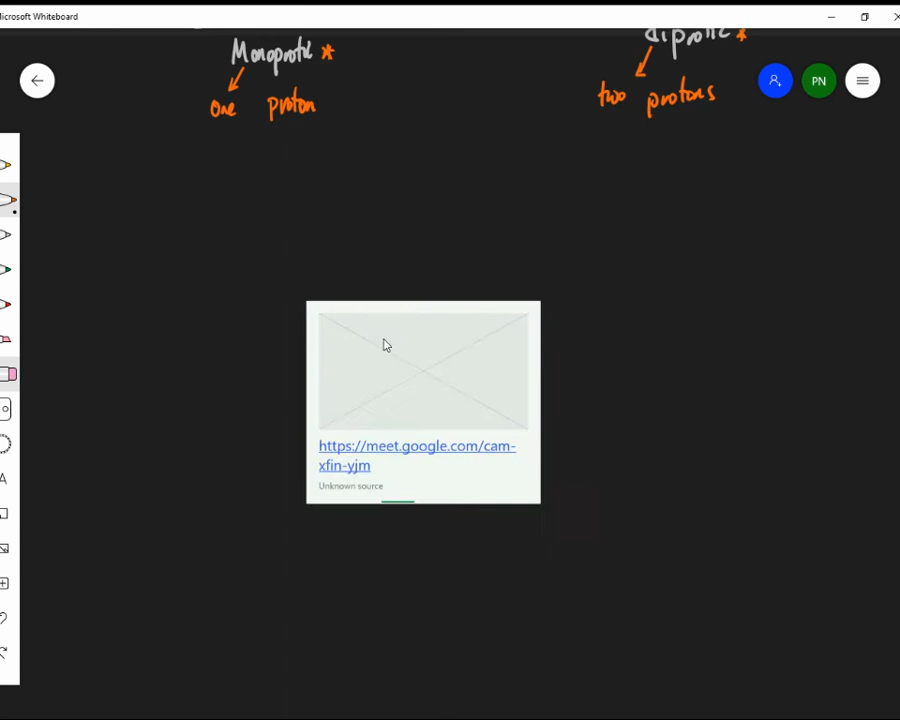 Microsoft Whiteboard
Monoprotic *
diprotic *
one proton
two protons
PN
https://meet.google.com/cam-
xfin-yjm
Unknown source